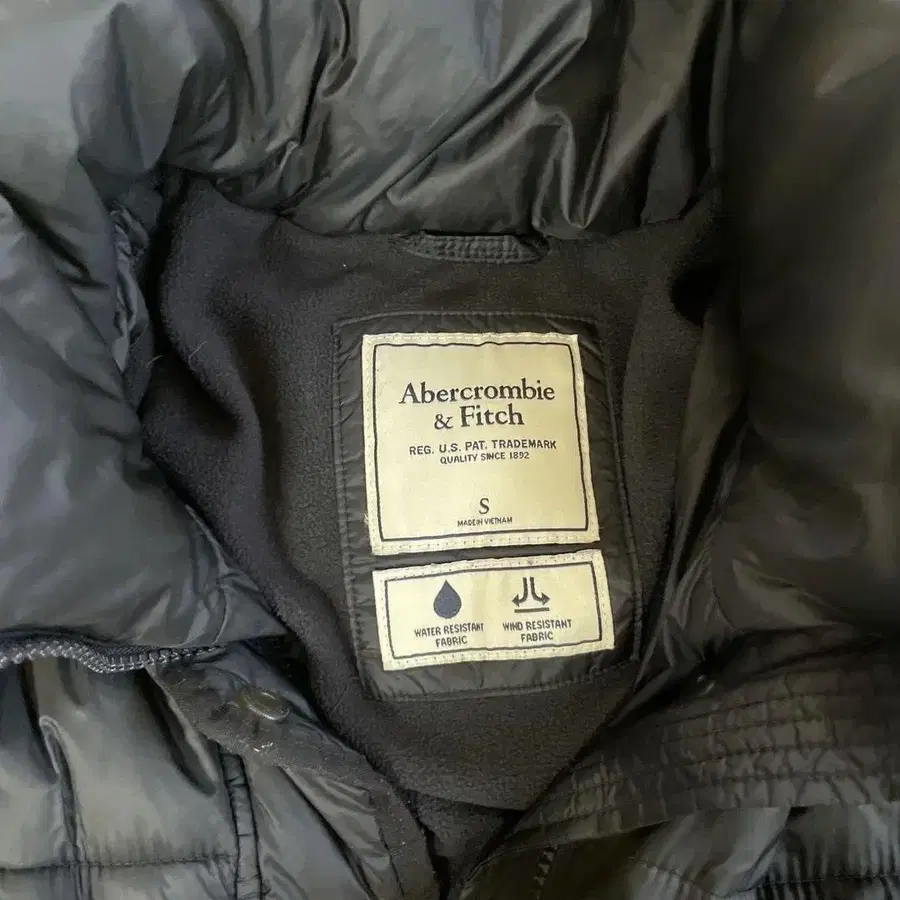 Abercrombie
& Fitch
REG. U.S. PAT. TRADEMARK
QUALITY SINCE 1892
S
MADE IN VIETNAM
WATER RESISTANT
FABRIC
WIND RESISTANT
FABRIC